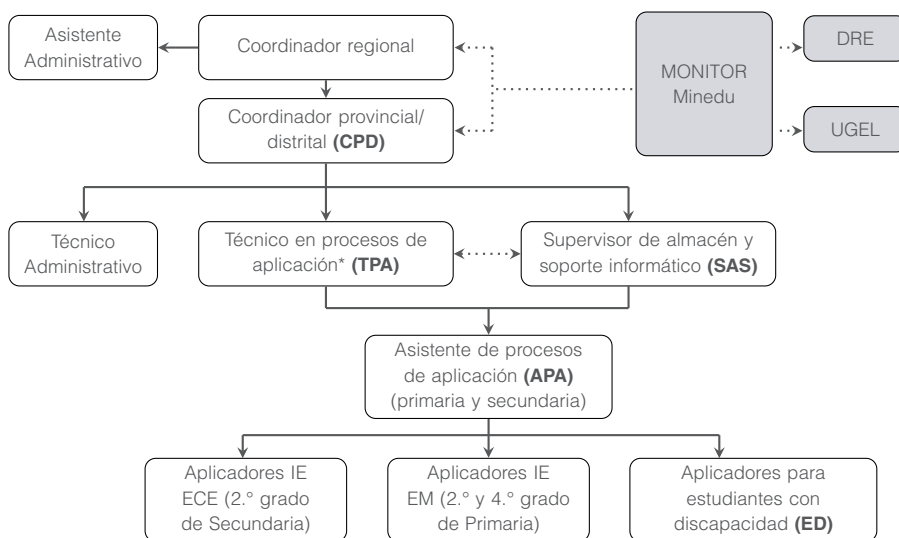 Asistente
Administrativo
Coordinador regional
MONITOR
Minedu
DRE
UGEL
Coordinador provincial/
distrital (CPD)
Técnico
Administrativo
Técnico en procesos de
aplicación* (TPA)
Supervisor de almacén y
soporte informático (SAS)
Asistente de procesos
de aplicación (APA)
(primaria y secundaria)
Aplicadores IE
ECE (2.° grado
de Secundaria)
Aplicadores IE
EM (2.° y 4.° grado
de Primaria)
Aplicadores para
estudiantes con
discapacidad (ED)